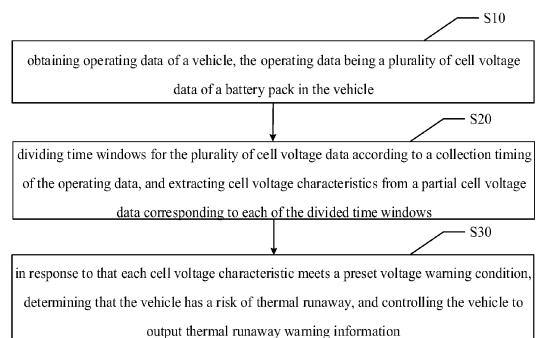 S10
obtaining operating data of a vehicle, the operating data being a plurality of cell voltage
data of a battery pack in the vehicle
S20
dividing time windows for the plurality of cell voltage data according to a collection timing
of the operating data, and extracting cell voltage characteristics from a partial cell voltage
data corresponding to each of the divided time windows
S30
in response to that each cell voltage characteristic meets a preset voltage warning condition,
determining that the vehicle has a risk of thermal runaway, and controlling the vehicle to
output thermal runaway warning information